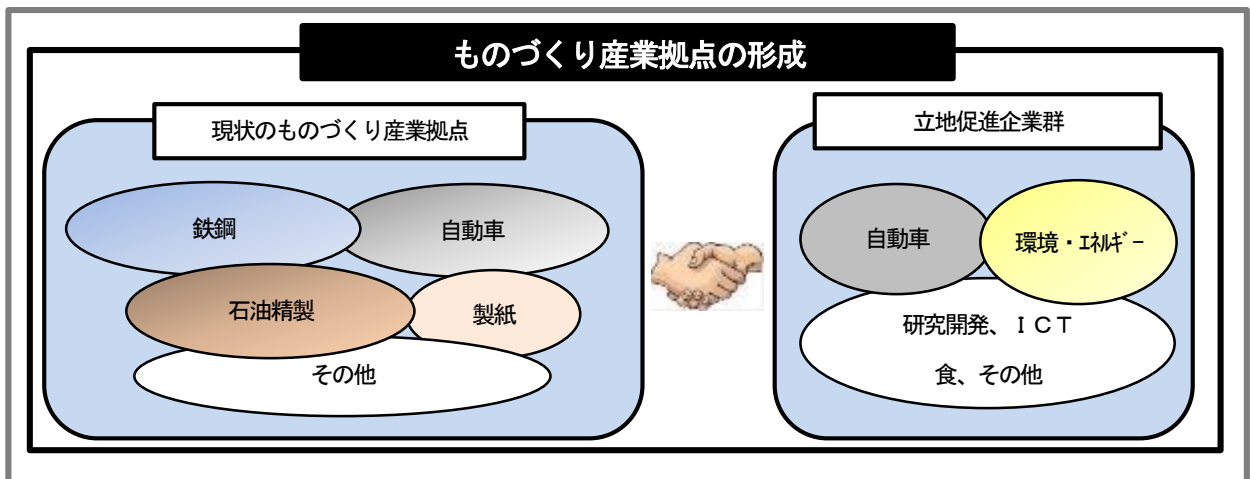 ものづくり産業拠点の形成
現状のものづくり産業拠点
鉄鋼
自動車
石油精製
製紙
その他
立地促進企業群
自動車
環境・ｴﾈﾙｷﾞｰ
研究開発、ＩＣＴ
食、その他